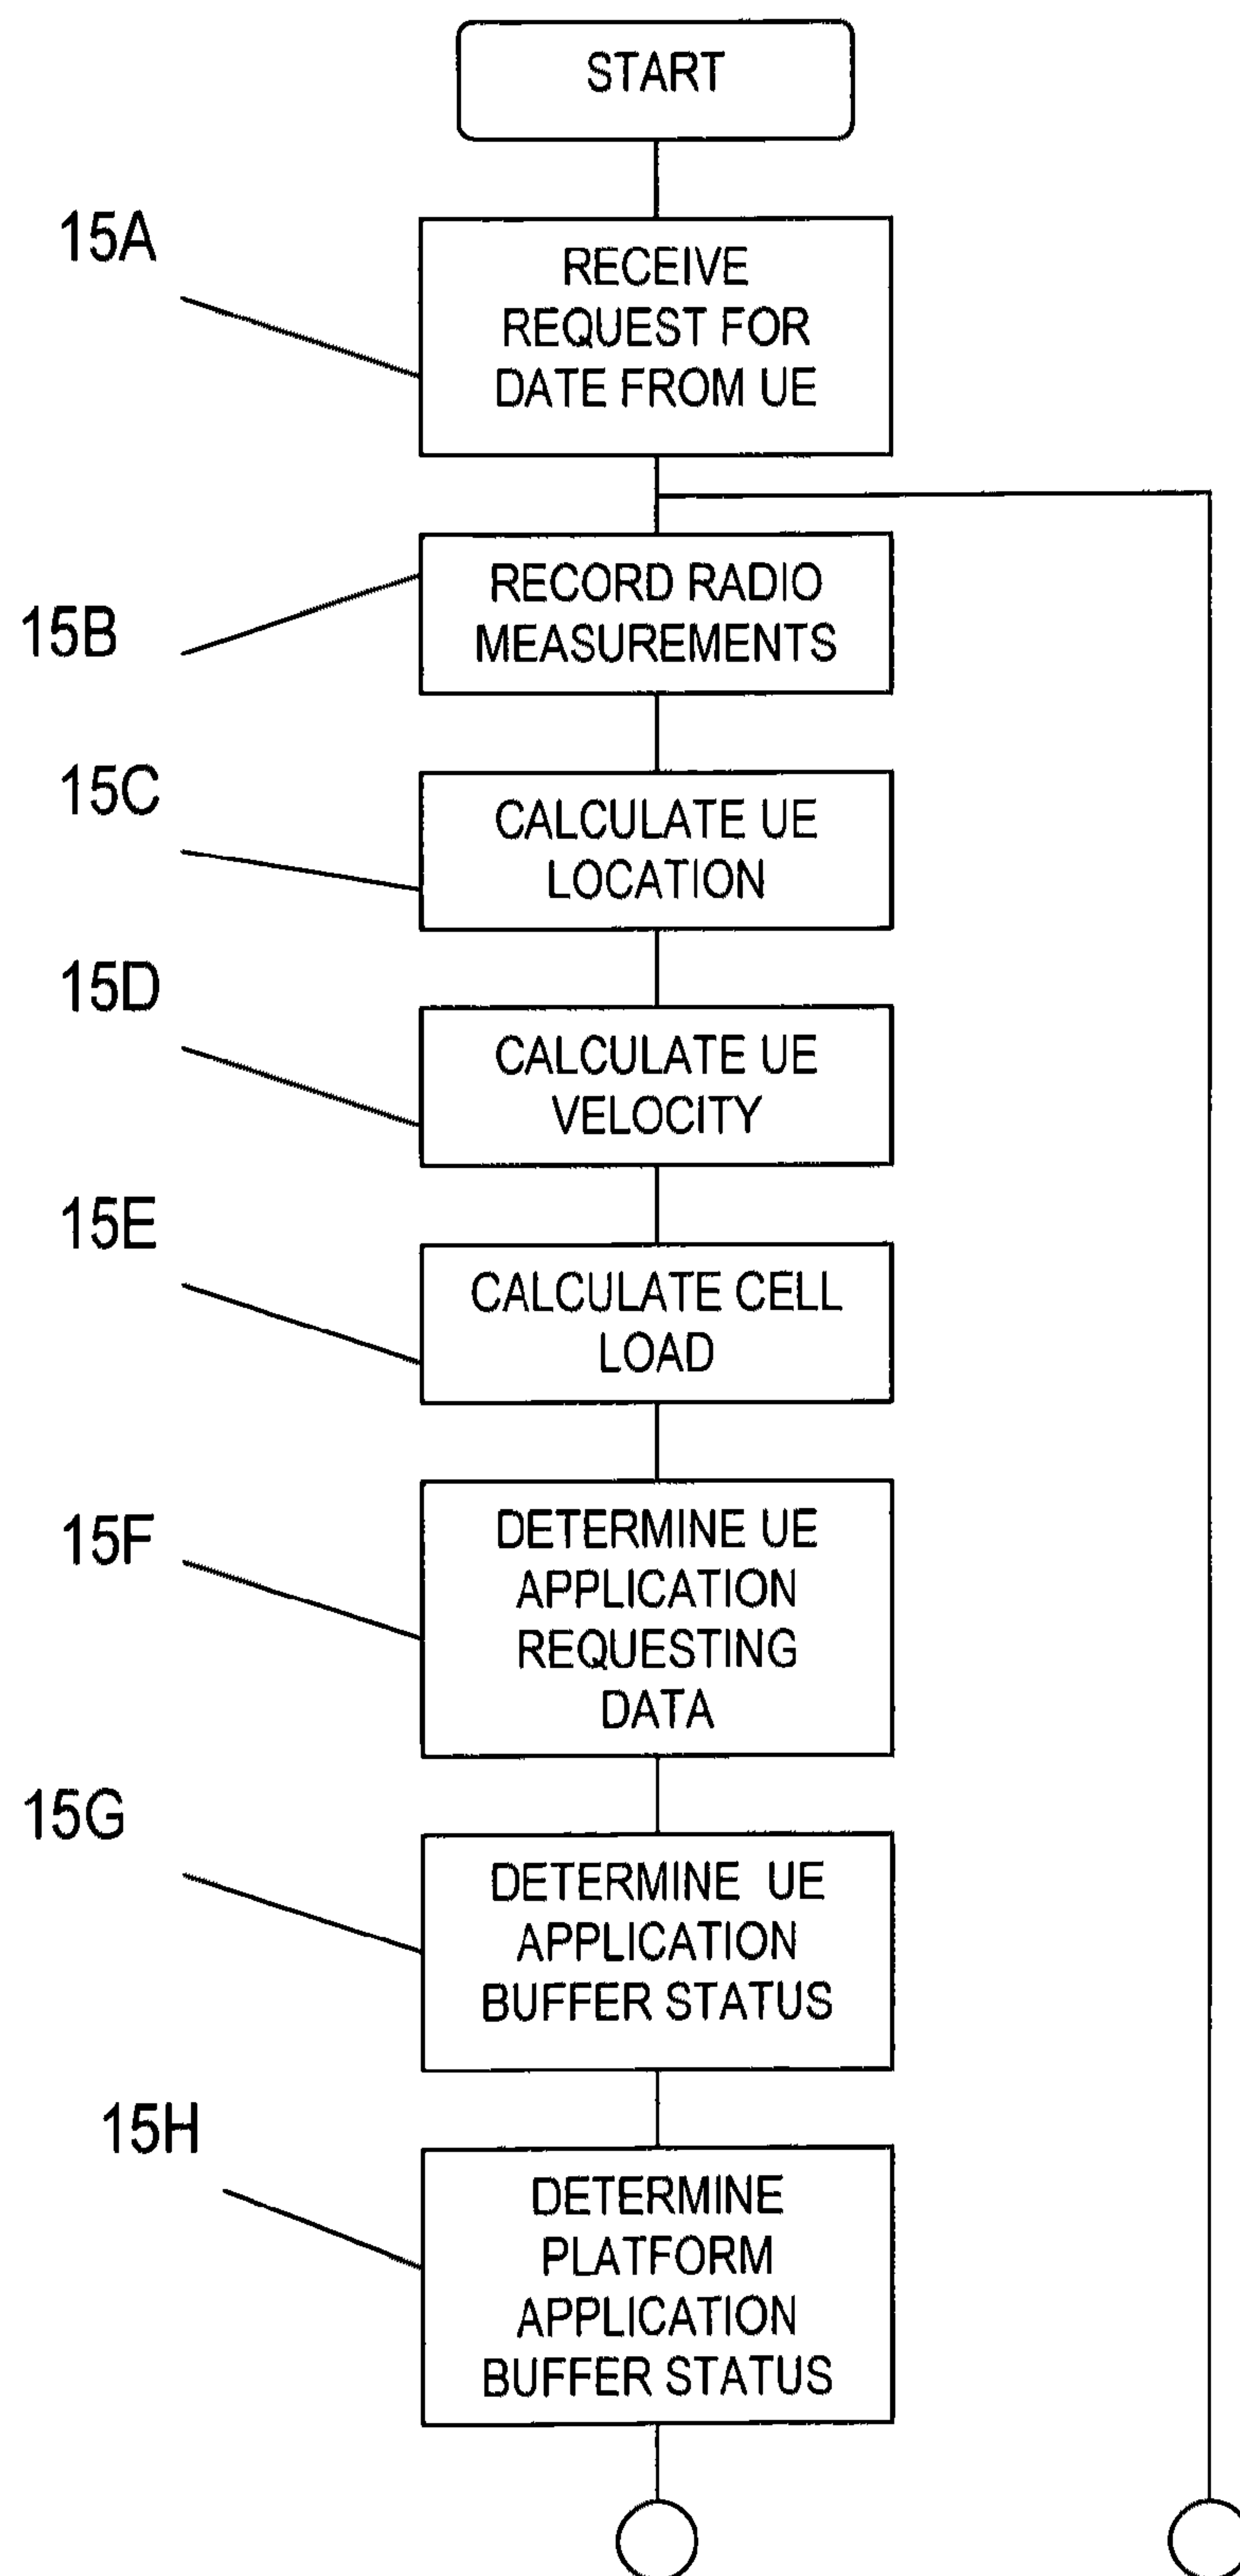 START
15A
RECEIVE
REQUEST FOR
DATE FROM UE
15B
RECORD RADIO
MEASUREMENTS
15C
CALCULATE UE
LOCATION
15D
CALCULATE UE
VELOCITY
15E
CALCULATE CELL
LOAD
15F
DETERMINE UE
APPLICATION
REQUESTING
DATA
15G
DETERMINE UE
APPLICATION
BUFFER STATUS
15H
DETERMINE
PLATFORM
APPLICATION
BUFFER STATUS